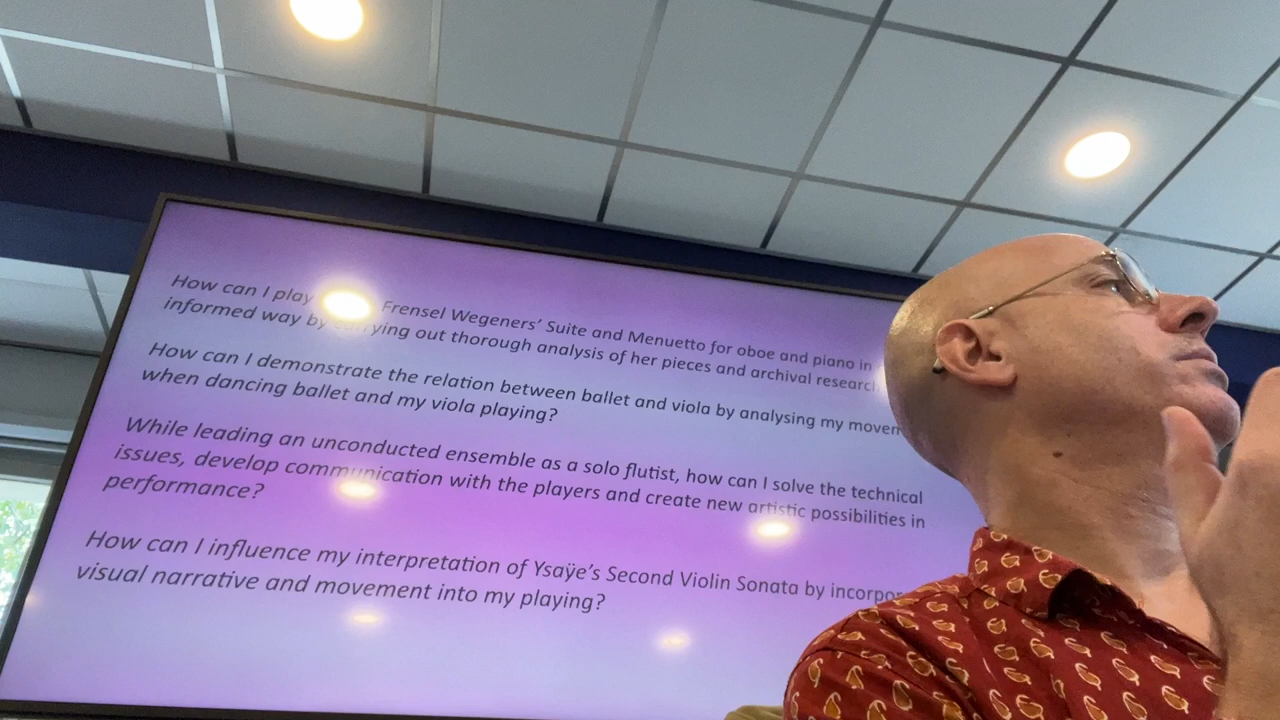 How can I play Frensel Wegeners' Suite and Menuetto for oboe and piano in
informed way by carrying out thorough analysis of her pieces and archival research
How can I demonstrate the relation between ballet and viola by analysing my
when dancing ballet and my viola playing?
While leading an unconducted ensemble as a solo flutist, how can I solve the technical
issues, develop communication with the players and create new artistic possibilities in
performance?
How can I influence my interpretation of Ysaÿe's Second Violin Sonata by
visual narrative and movement into my playing?